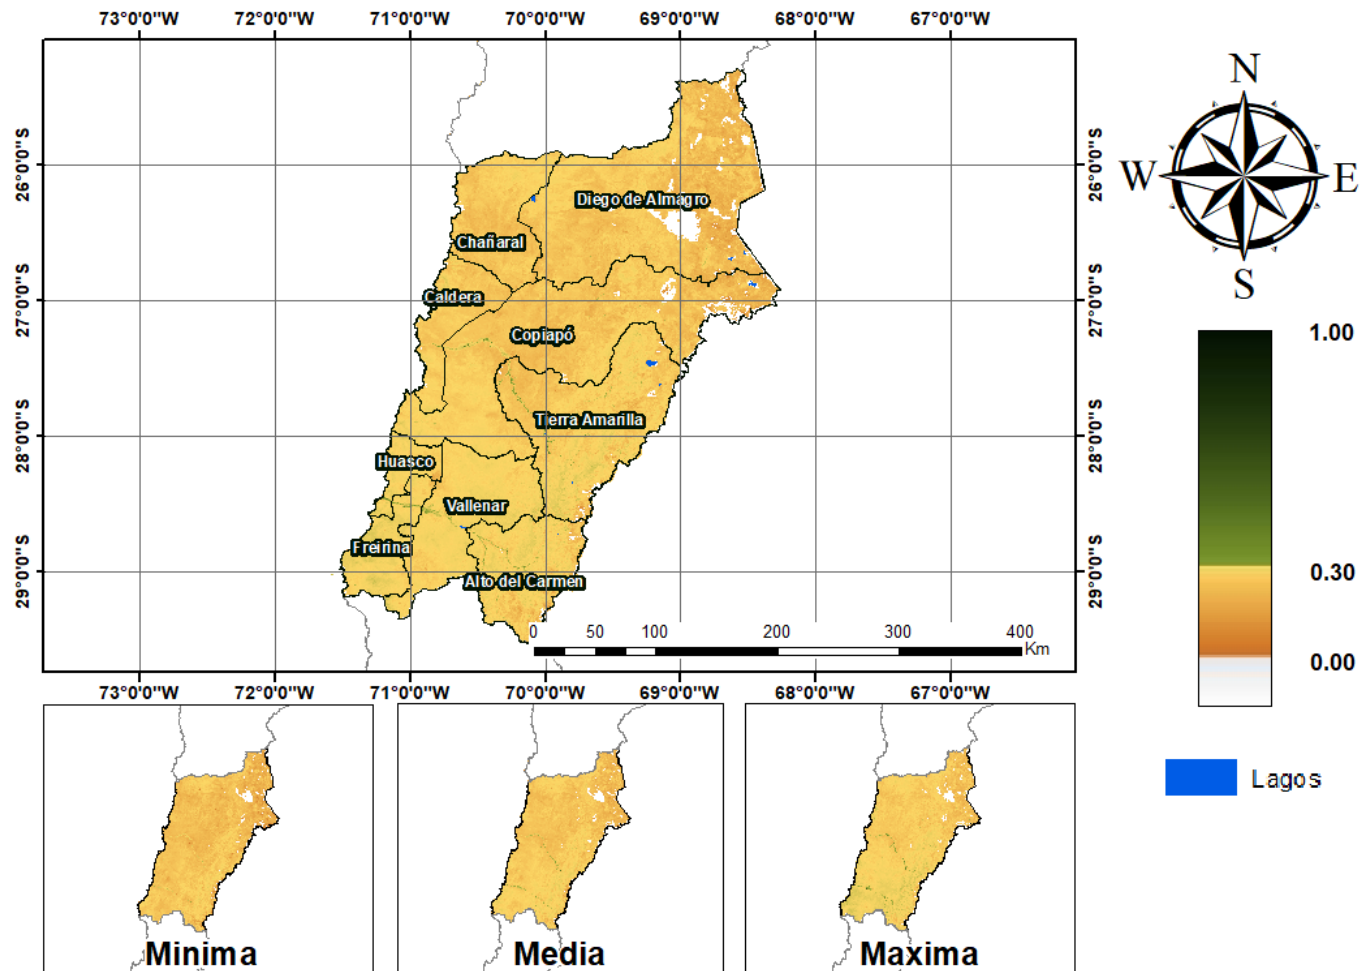 73°0'0"W 72°0'0"W 71°0'0"W 70°0'0"W 69°0'0"W 68°0'0"W 67°0'0"W
N
W E
S
26°0'0"S 26°0'0"S
27°0'0"S 27°0'0"S
28°0'0"S 28°0'0"S
29°0'0"S 29°0'0"S
Diego de Almagro
Chañaral
Caldera
Copiapó
Tierra Amarilla
Huasco
Vallenar
Freirina
Alto del Carmen
0 50 100 200 300 400
Km
73°0'0"W 72°0'0"W 71°0'0"W 70°0'0"W 69°0'0"W 68°0'0"W 67°0'0"W
1.00
0.30
0.00
Lagos
Minima
Media
Maxima